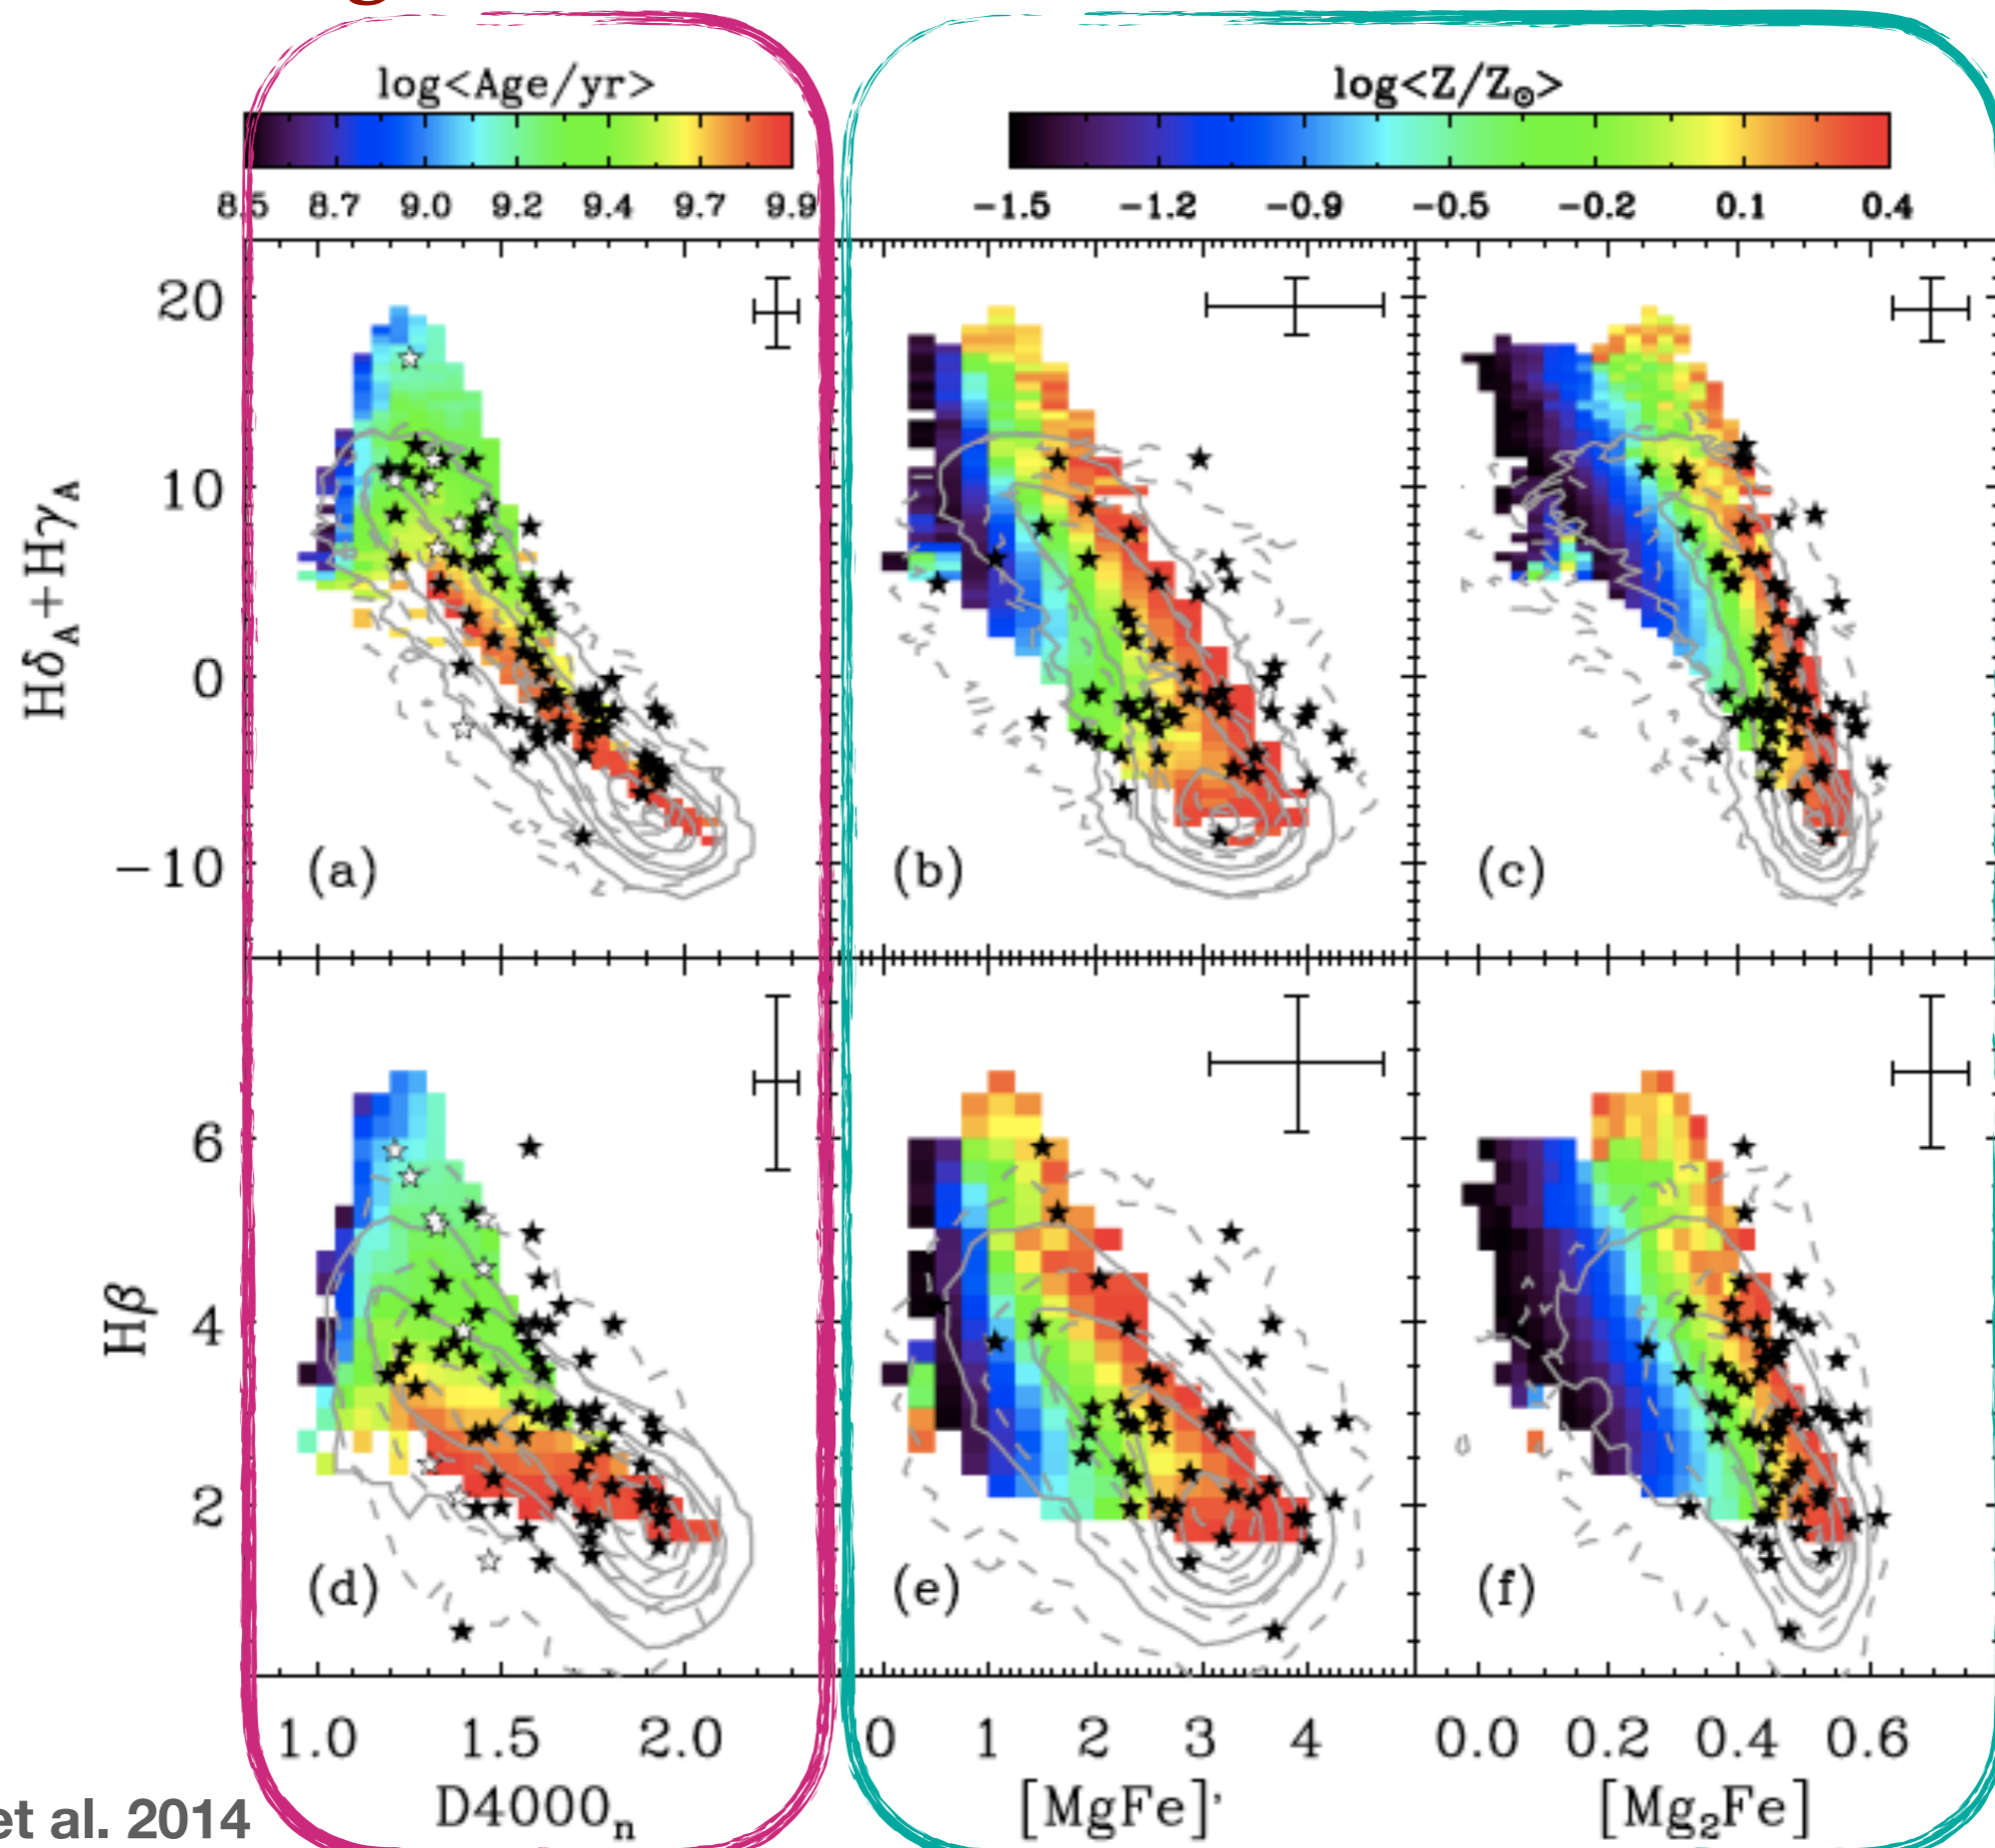 log<Age/yr>
log<Z/Z⊙>
8.5 8.7 9.0 9.2 9.4 9.7 9.9
−1.5 −1.2 −0.9 −0.5 −0.2 0.1 0.4
HδA+HγA
20
10
0
−10
(a)
(b)
(c)
Hβ
6
4
2
(d)
(e)
(f)
1.0 1.5 2.0
0 1 2 3 4
0.0 0.2 0.4 0.6
D4000n
[MgFe]'
[Mg2Fe]
et al. 2014